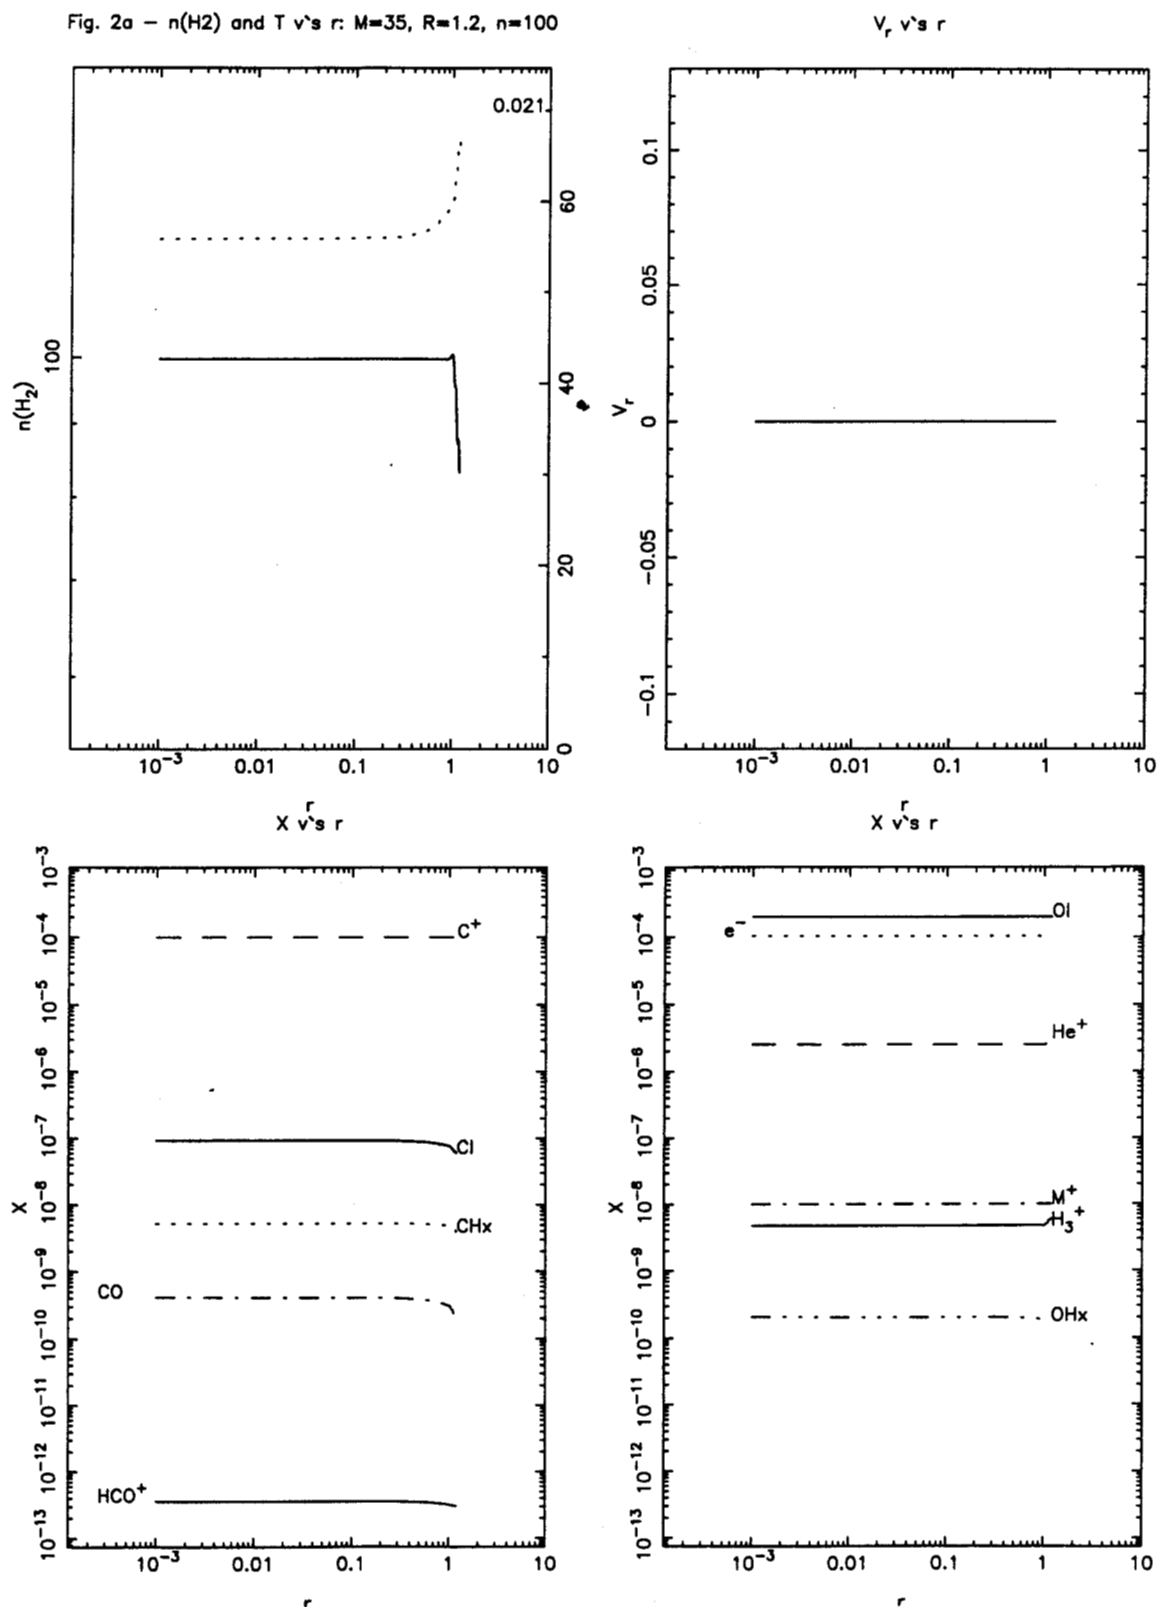 Fig. 2a – n(H2) and T v`s r: M=35, R=1.2, n=100
V_r v`s r
0.021
n(H₂)
100
60
40
20
0
10⁻³ 0.01 0.1 1 10
r
V_r
0.1
0.05
0
−0.05
−0.1
10⁻³ 0.01 0.1 1 10
r
X v`s r
X
10⁻³
10⁻⁴
10⁻⁵
10⁻⁶
10⁻⁷
10⁻⁸
10⁻⁹
10⁻¹⁰
10⁻¹¹
10⁻¹²
10⁻¹³
C⁺
CI
CHx
CO
HCO⁺
10⁻³ 0.01 0.1 1 10
r
X v`s r
X
10⁻³
10⁻⁴
10⁻⁵
10⁻⁶
10⁻⁷
10⁻⁸
10⁻⁹
10⁻¹⁰
10⁻¹¹
10⁻¹²
10⁻¹³
OI
e⁻
He⁺
M⁺
H₃⁺
OHx
10⁻³ 0.01 0.1 1 10
r